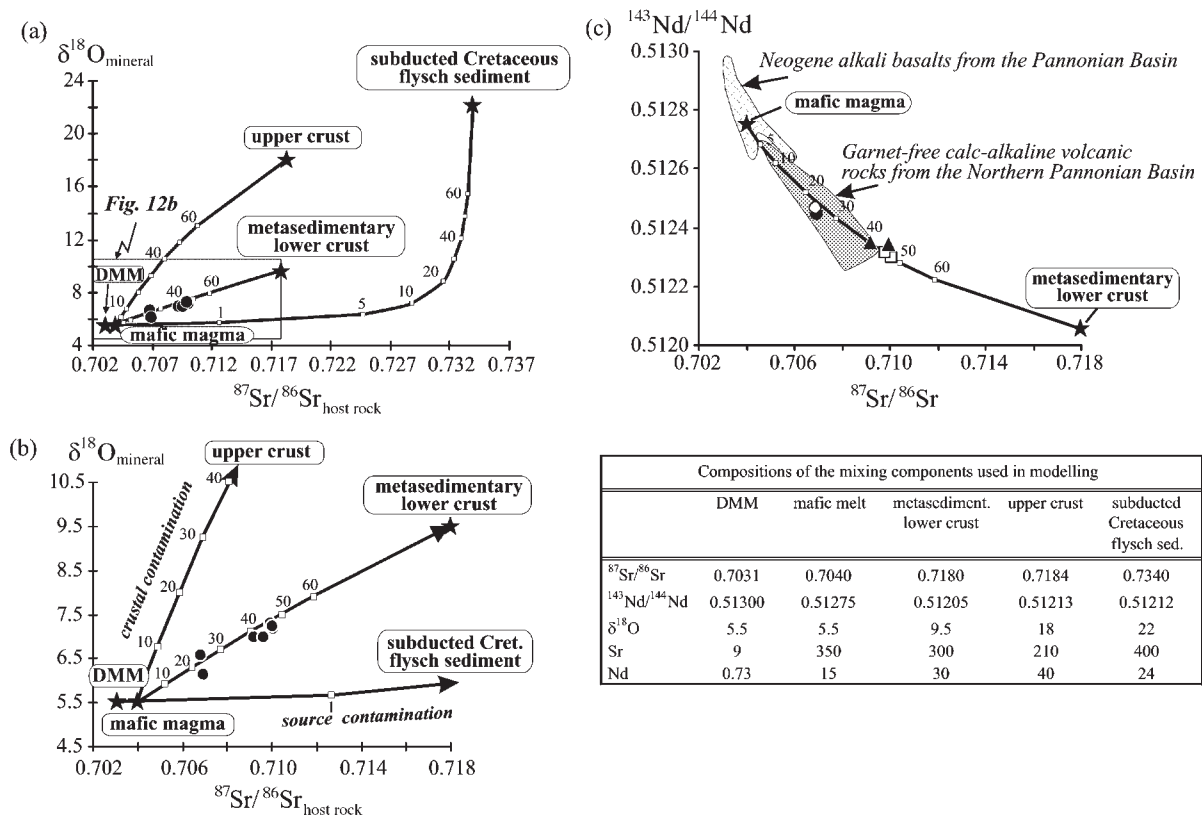 (a)
δ18Omineral
24
22
20
18
16
14
12
10
8
6
4
0.702 0.707 0.712 0.717 0.722 0.727 0.732 0.737
87Sr/86Srhost rock
subducted Cretaceous
flysch sediment
upper crust
Fig. 12b
metasedimentary
lower crust
DMM
mafic magma
10
40
60
40
60
1
5
10
20
40
60
(b)
δ18Omineral
10.5
9.5
8.5
7.5
6.5
5.5
4.5
0.702 0.706 0.710 0.714 0.718
87Sr/86Srhost rock
upper crust
crustal contamination
metasedimentary
lower crust
subducted Cret.
flysch sediment
source contamination
DMM
mafic magma
10
20
30
40
10
20
30
40
50
60
(c)
143Nd/144Nd
0.5130
0.5128
0.5126
0.5124
0.5122
0.5120
0.702 0.706 0.710 0.714 0.718
87Sr/86Sr
Neogene alkali basalts from the Pannonian Basin
mafic magma
Garnet-free calc-alkaline volcanic
rocks from the Northern Pannonian Basin
metasedimentary
lower crust
5
10
20
30
40
50
60
Compositions of the mixing components used in modelling
DMM mafic melt metasediment. lower crust upper crust subducted Cretaceous flysch sed.
87Sr/86Sr 0.7031 0.7040 0.7180 0.7184 0.7340
143Nd/144Nd 0.51300 0.51275 0.51205 0.51213 0.51212
δ18O 5.5 5.5 9.5 18 22
Sr 9 350 300 210 400
Nd 0.73 15 30 40 24